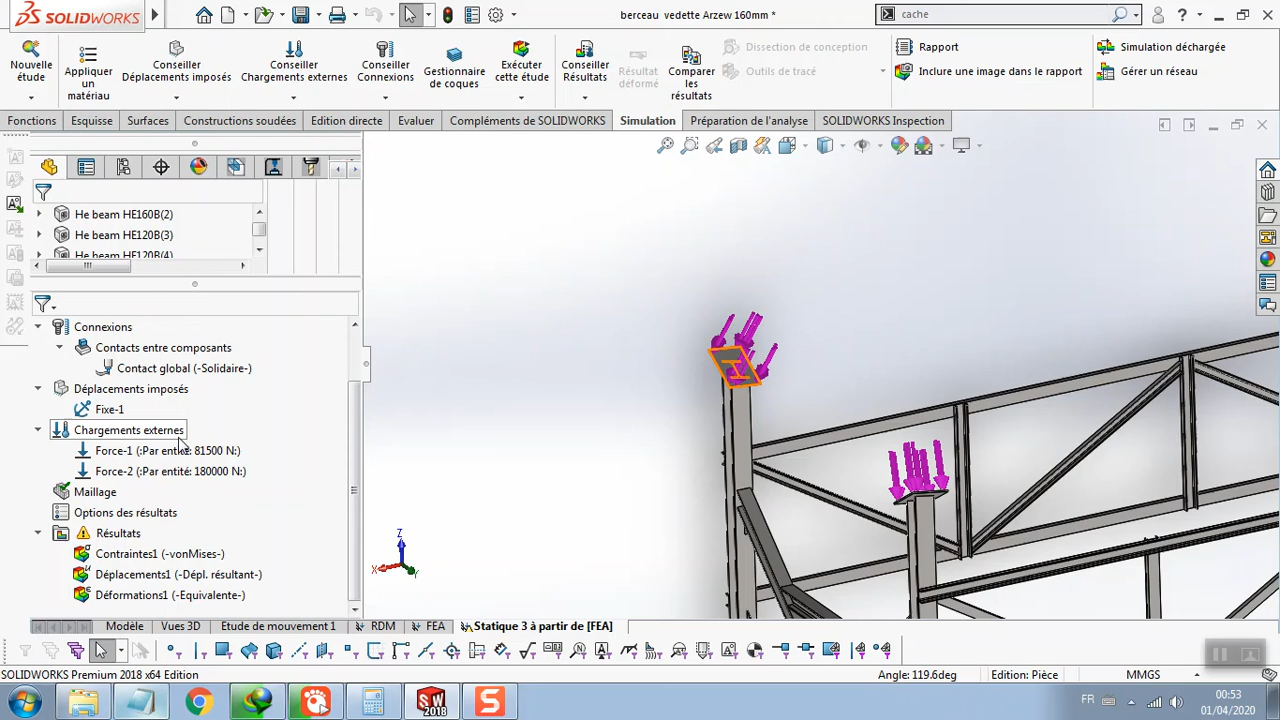 SOLIDWORKS
berceau vedette Arzew 160mm *
cache
Nouvelle étude
Appliquer un matériau
Conseiller Déplacements imposés
Conseiller Chargements externes
Conseiller Connexions
Gestionnaire de coques
Exécuter cette étude
Conseiller Résultats
Résultat déformé
Comparer les résultats
Dissection de conception
Outils de tracé
Rapport
Inclure une image dans le rapport
Simulation déchargée
Gérer un réseau
Fonctions
Esquisse
Surfaces
Constructions soudées
Edition directe
Evaluer
Compléments de SOLIDWORKS
Simulation
Préparation de l'analyse
SOLIDWORKS Inspection
He beam HE160B(2)
He beam HE120B(3)
He beam HE120B(4)
Connexions
Contacts entre composants
Contact global (-Solidaire-)
Déplacements imposés
Fixe-1
Chargements externes
Force-1 (:Par entité: 81500 N:)
Force-2 (:Par entité: 180000 N:)
Maillage
Options des résultats
Résultats
Contraintes1 (-vonMises-)
Déplacements1 (-Dépl. résultant-)
Déformations1 (-Equivalente-)
Z
X
Y
Modèle
Vues 3D
Etude de mouvement 1
RDM
FEA
Statique 3 à partir de [FEA]
SOLIDWORKS Premium 2018 x64 Edition
Angle: 119.6deg
Edition: Pièce
MMGS
SW
2018
S
FR
00:53
01/04/2020